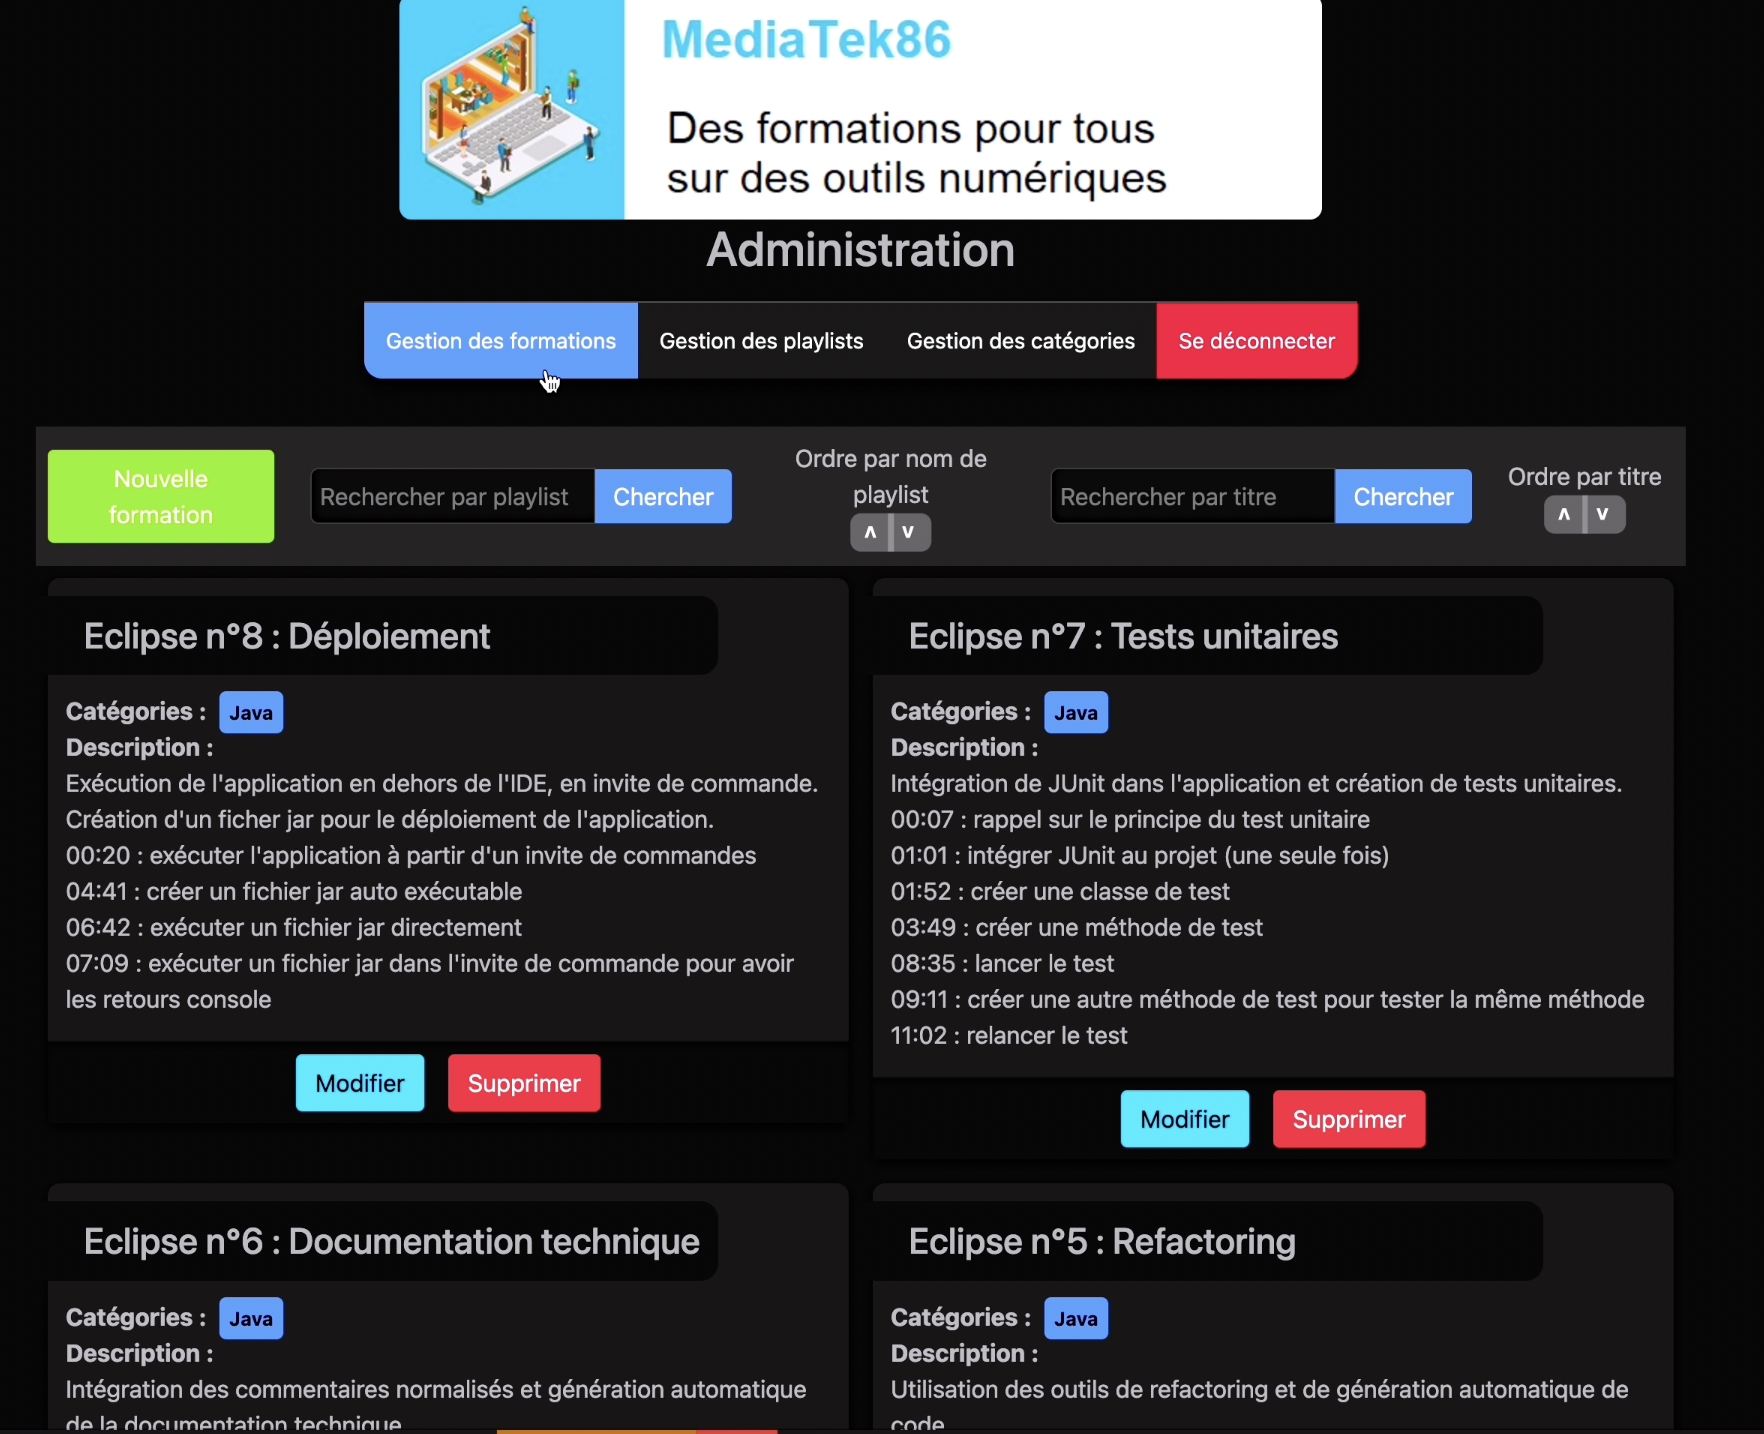 MediaTek86
Des formations pour tous
sur des outils numériques
Administration
Gestion des formations
Gestion des playlists
Gestion des catégories
Se déconnecter
Nouvelle
formation
Rechercher par playlist
Chercher
Ordre par nom de
playlist
∧ ∨
Rechercher par titre
Chercher
Ordre par titre
∧ ∨
Eclipse n°8 : Déploiement
Catégories : Java
Description :
Exécution de l'application en dehors de l'IDE, en invite de commande.
Création d'un ficher jar pour le déploiement de l'application.
00:20 : exécuter l'application à partir d'un invite de commandes
04:41 : créer un fichier jar auto exécutable
06:42 : exécuter un fichier jar directement
07:09 : exécuter un fichier jar dans l'invite de commande pour avoir
les retours console
Modifier
Supprimer
Eclipse n°7 : Tests unitaires
Catégories : Java
Description :
Intégration de JUnit dans l'application et création de tests unitaires.
00:07 : rappel sur le principe du test unitaire
01:01 : intégrer JUnit au projet (une seule fois)
01:52 : créer une classe de test
03:49 : créer une méthode de test
08:35 : lancer le test
09:11 : créer une autre méthode de test pour tester la même méthode
11:02 : relancer le test
Modifier
Supprimer
Eclipse n°6 : Documentation technique
Catégories : Java
Description :
Intégration des commentaires normalisés et génération automatique
de la documentation technique
Eclipse n°5 : Refactoring
Catégories : Java
Description :
Utilisation des outils de refactoring et de génération automatique de
code